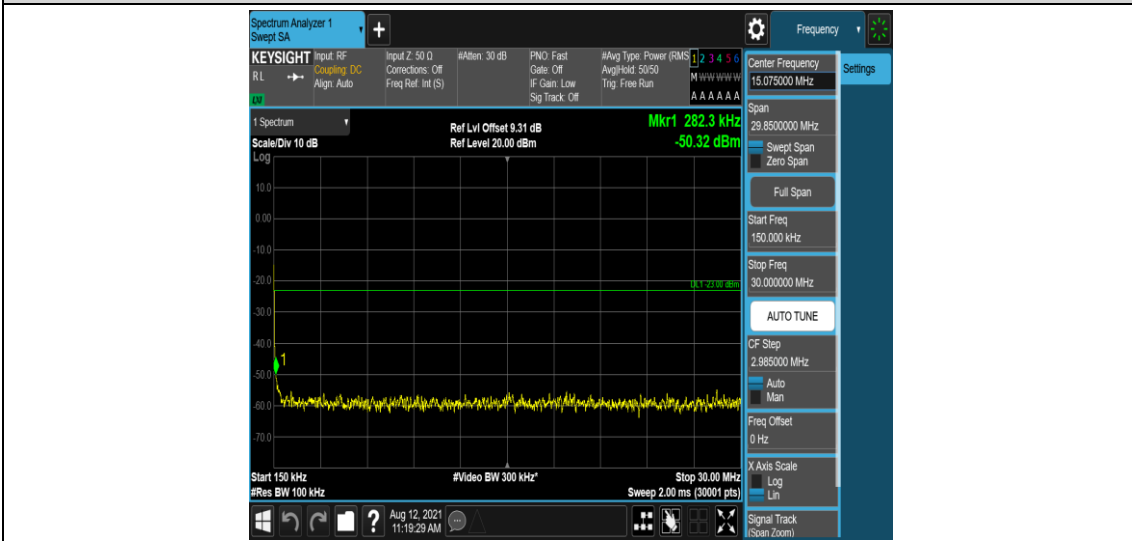 Spectrum Analyzer 1
Swept SA
+
Frequency
KEYSIGHT
RL
LXI
Input: RF
Coupling: DC
Align: Auto
Input Z: 50 Ω
Corrections: Off
Freq Ref: Int (S)
#Atten: 30 dB
PNO: Fast
Gate: Off
IF Gain: Low
Sig Track: Off
#Avg Type: Power (RMS
Avg|Hold: 50/50
Trig: Free Run
1 2 3 4 5 6
M W W W W W
A A A A A A
1 Spectrum
Scale/Div 10 dB
Log
Ref Lvl Offset 9.31 dB
Ref Level 20.00 dBm
Mkr1 282.3 kHz
-50.32 dBm
10.0
0.00
-10.0
-20.0
DL1 -23.00 dBm
-30.0
-40.0
1
-50.0
-60.0
-70.0
Start 150 kHz
#Res BW 100 kHz
#Video BW 300 kHz*
Stop 30.00 MHz
Sweep 2.00 ms (30001 pts)
Center Frequency
15.075000 MHz
Settings
Span
29.8500000 MHz
Swept Span
Zero Span
Full Span
Start Freq
150.000 kHz
Stop Freq
30.000000 MHz
AUTO TUNE
CF Step
2.985000 MHz
Auto
Man
Freq Offset
0 Hz
X Axis Scale
Log
Lin
Signal Track
(Span Zoom)
?
Aug 12, 2021
11:19:29 AM